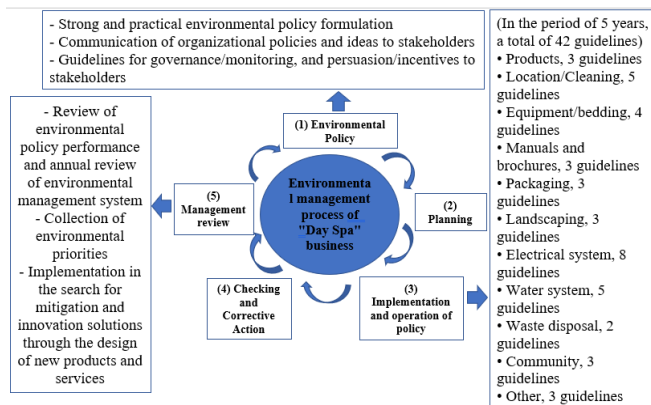 - Strong and practical environmental policy formulation
- Communication of organizational policies and ideas to stakeholders
- Guidelines for governance/monitoring, and persuasion/incentives to
stakeholders
(In the period of 5 years,
a total of 42 guidelines)
• Products, 3 guidelines
• Location/Cleaning, 5
guidelines
• Equipment/bedding, 4
guidelines
• Manuals and
brochures, 3 guidelines
• Packaging, 3
guidelines
• Landscaping, 3
guidelines
• Electrical system, 8
guidelines
• Water system, 5
guidelines
• Waste disposal, 2
guidelines
• Community, 3
guidelines
• Other, 3 guidelines
- Review of
environmental
policy performance
and annual review
of environmental
management system
- Collection of
environmental
priorities
- Implementation in
the search for
mitigation and
innovation solutions
through the design
of new products and
services
(1) Environmental
Policy
(2)
Planning
(3)
Implementation
and operation of
policy
(4) Checking
and
Corrective
Action
(5)
Management
review
Environmenta
l management
process of
"Day Spa"
business